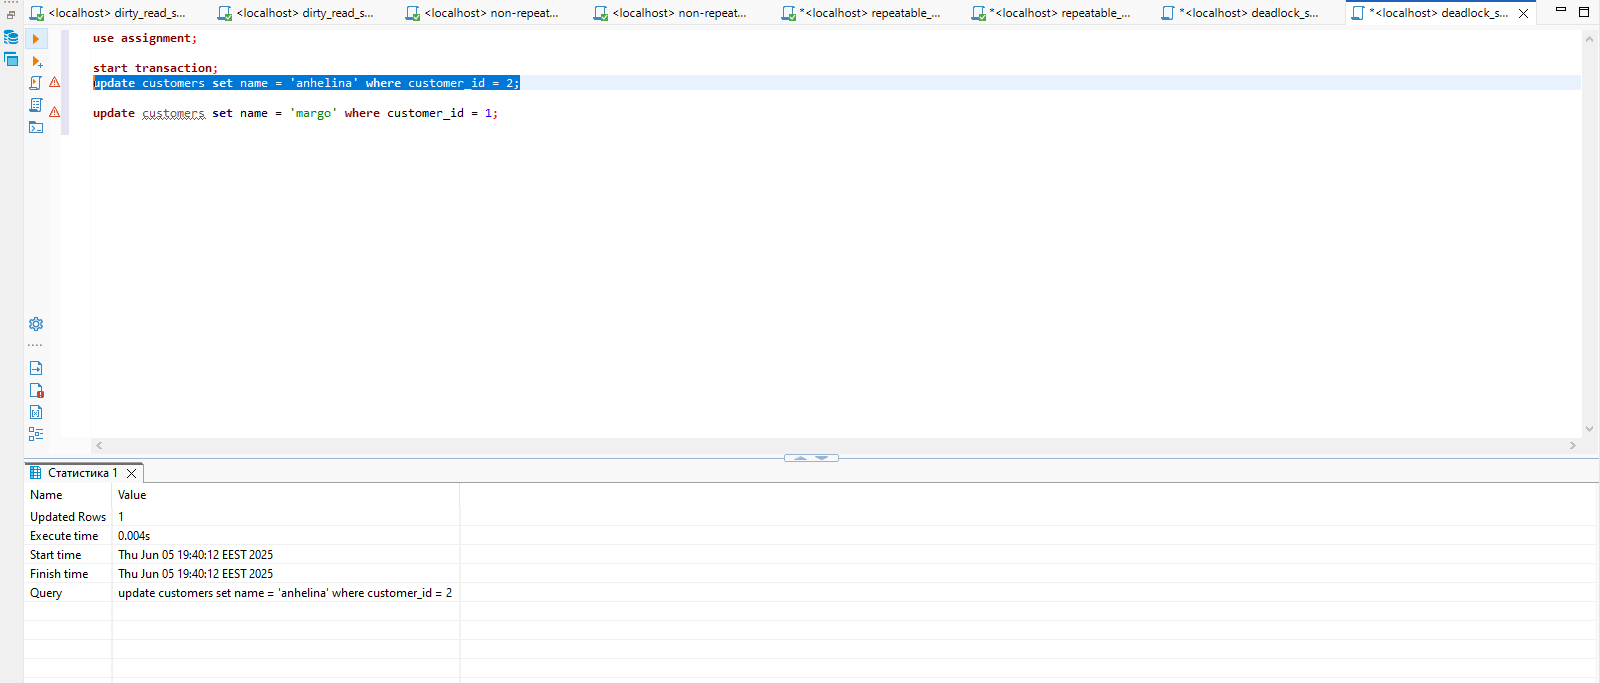 <localhost> dirty_read_s...
<localhost> dirty_read_s...
<localhost> non-repeat...
<localhost> non-repeat...
*<localhost> repeatable_...
*<localhost> repeatable_...
*<localhost> deadlock_s...
*<localhost> deadlock_s...
use assignment;
start transaction;
update customers set name = 'anhelina' where customer_id = 2;
update customers set name = 'margo' where customer_id = 1;
Статистика 1
Name Value
Updated Rows 1
Execute time 0.004s
Start time Thu Jun 05 19:40:12 EEST 2025
Finish time Thu Jun 05 19:40:12 EEST 2025
Query update customers set name = 'anhelina' where customer_id = 2